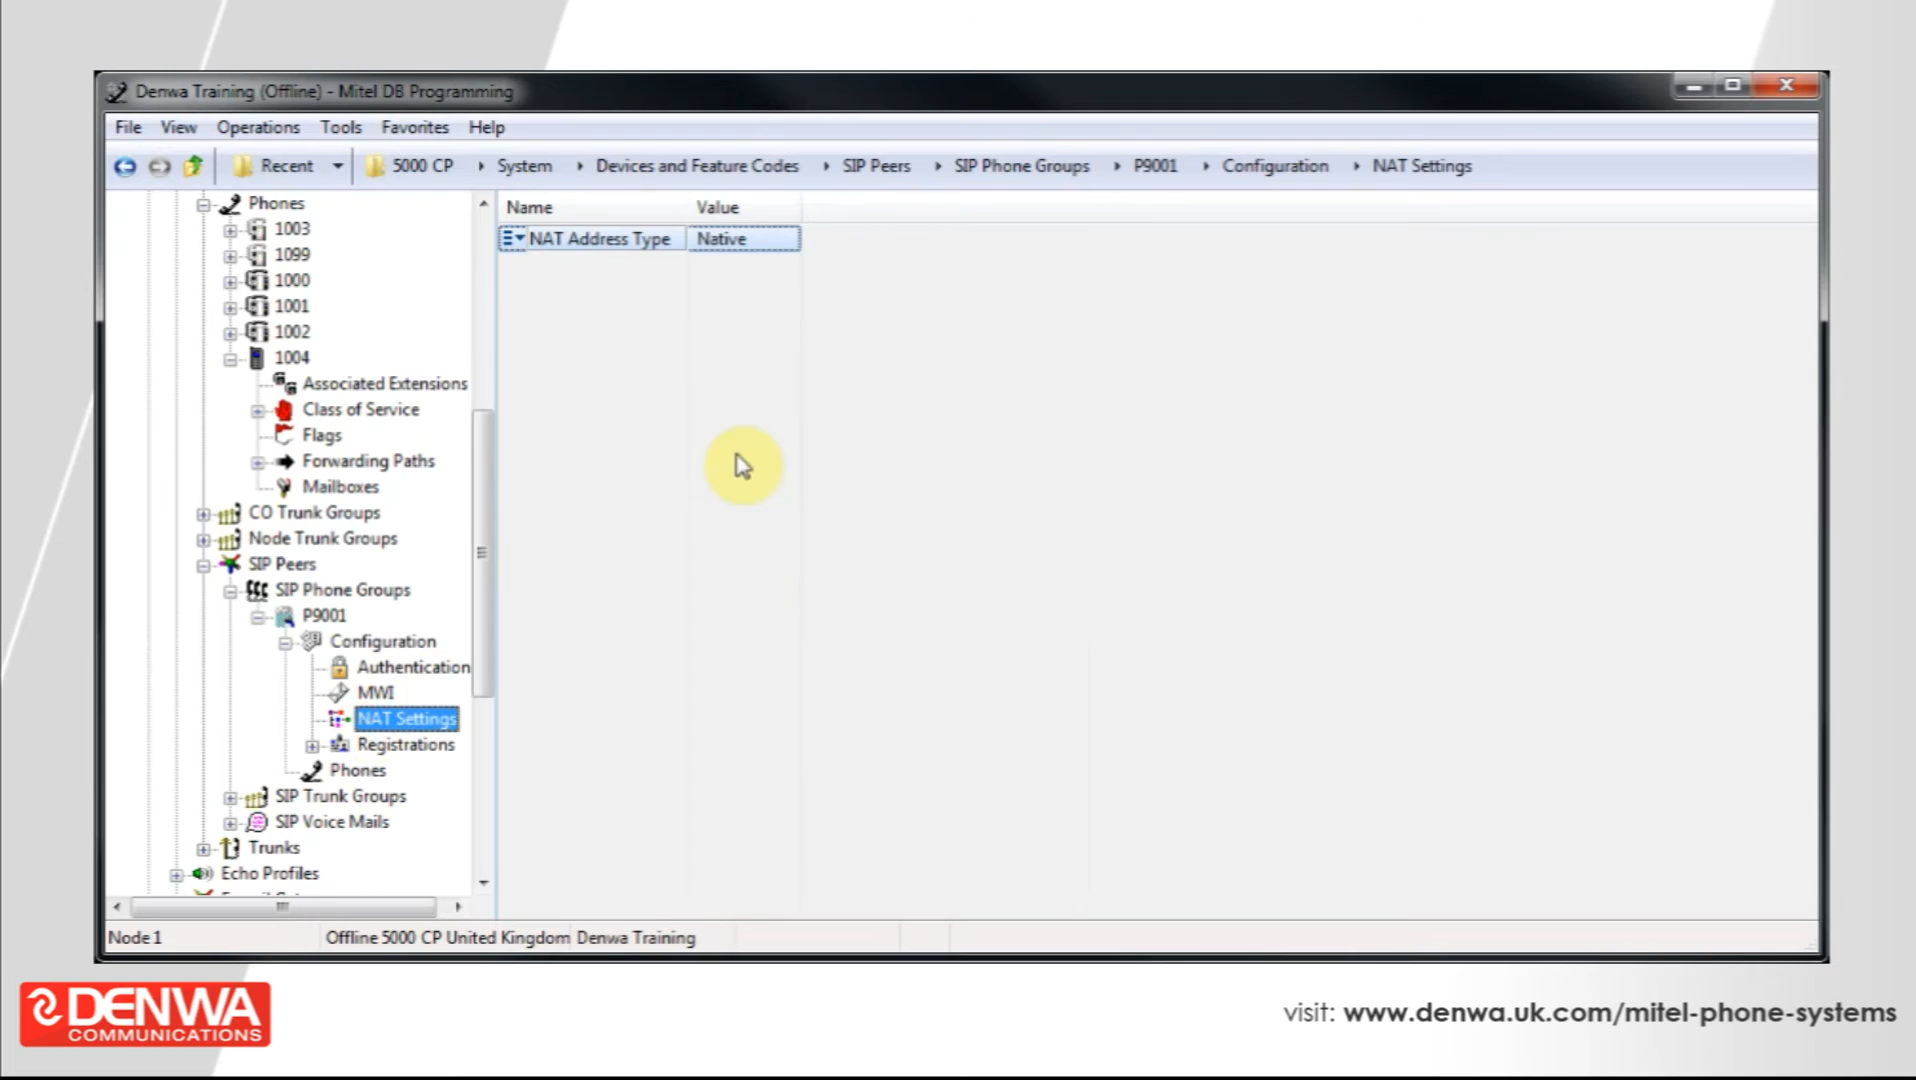 Denwa Training (Offline) - Mitel DB Programming
File View Operations Tools Favorites Help
Recent 5000 CP System Devices and Feature Codes SIP Peers SIP Phone Groups P9001 Configuration NAT Settings
Name Value
NAT Address Type Native
Phones
1003
1099
1000
1001
1002
1004
Associated Extensions
Class of Service
Flags
Forwarding Paths
Mailboxes
CO Trunk Groups
Node Trunk Groups
SIP Peers
SIP Phone Groups
P9001
Configuration
Authentication
MWI
NAT Settings
Registrations
Phones
SIP Trunk Groups
SIP Voice Mails
Trunks
Echo Profiles
Node 1 Offline 5000 CP United Kingdom Denwa Training
DENWA
COMMUNICATIONS
visit: www.denwa.uk.com/mitel-phone-systems